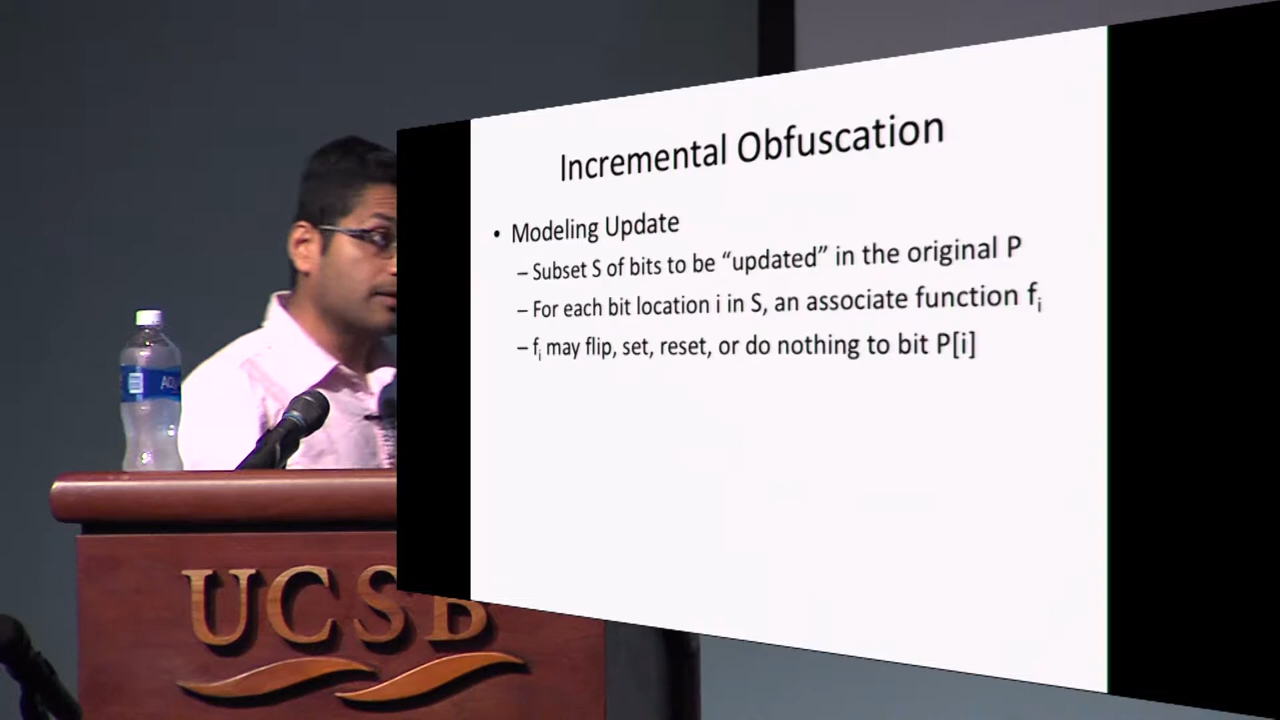 Incremental Obfuscation
• Modeling Update
– Subset S of bits to be “updated” in the original P
– For each bit location i in S, an associate function fi
– fi may flip, set, reset, or do nothing to bit P[i]
UCSB